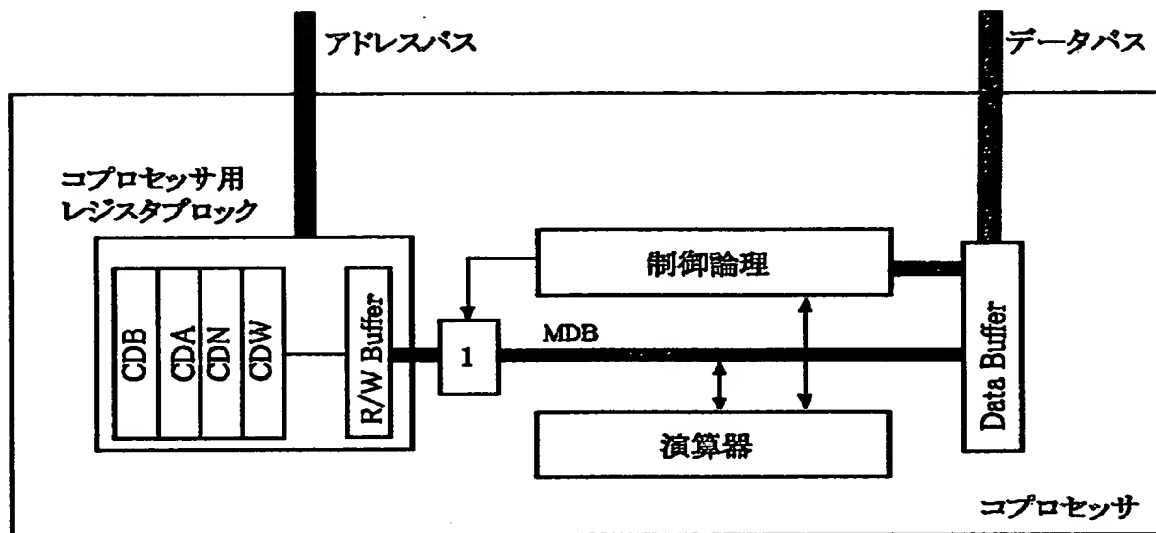 アドレスバス
データバス
コプロセッサ用
レジスタブロック
制御論理
CDB
CDA
CDN
CDW
R/W Buffer
1
MDB
Data Buffer
演算器
コプロセッサ